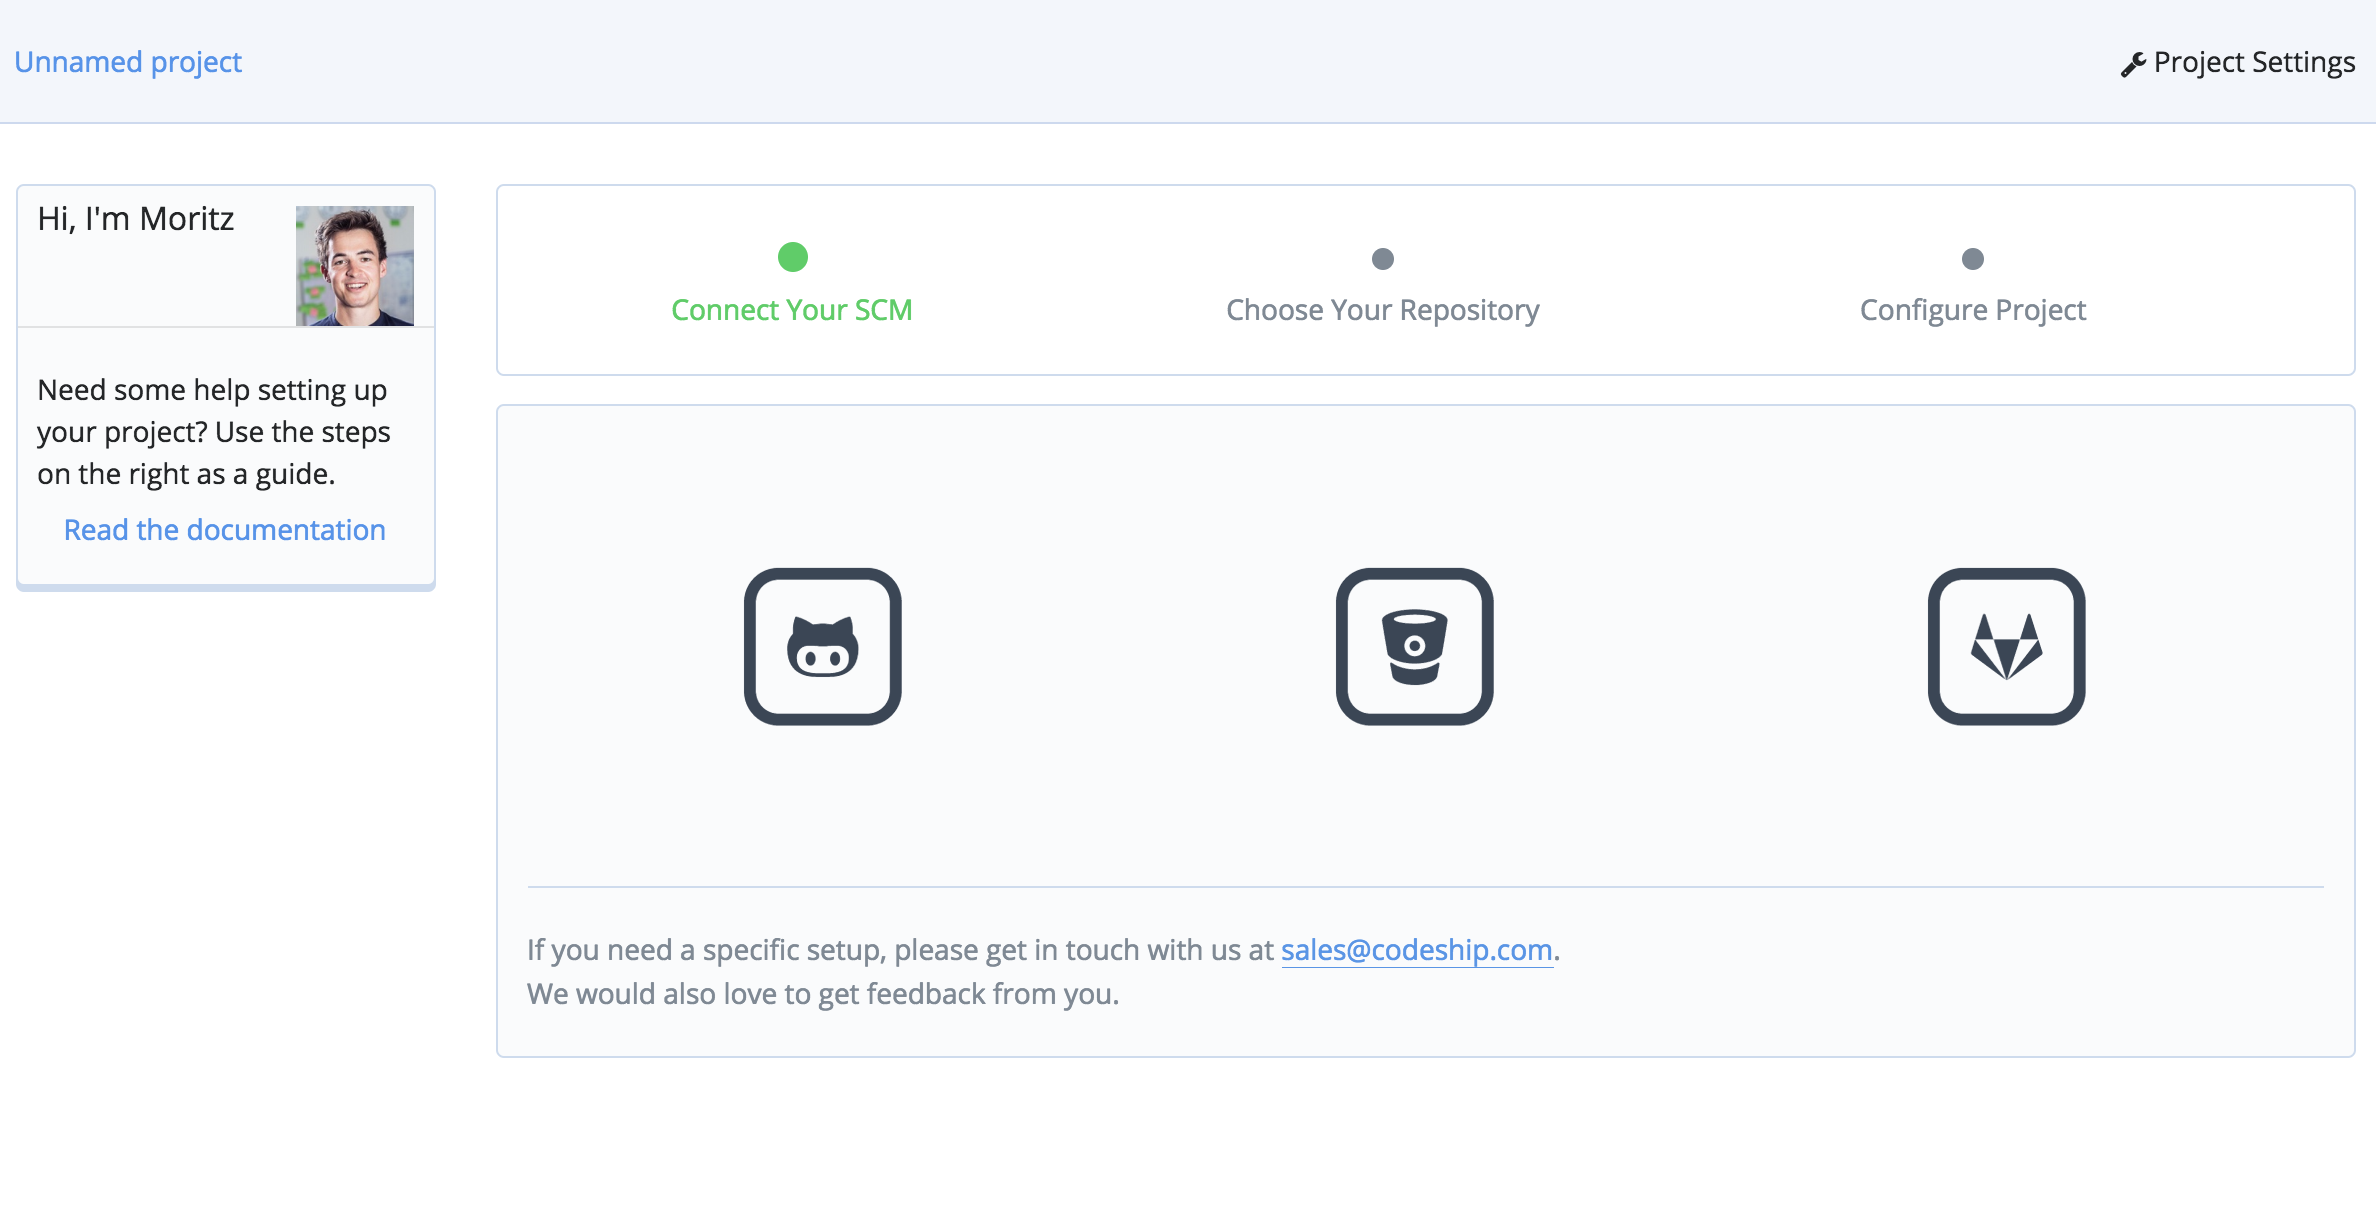 Unnamed project
Project Settings
Hi, I'm Moritz
Need some help setting up
your project? Use the steps
on the right as a guide.
Read the documentation
Connect Your SCM
Choose Your Repository
Configure Project
If you need a specific setup, please get in touch with us at sales@codeship.com.
We would also love to get feedback from you.